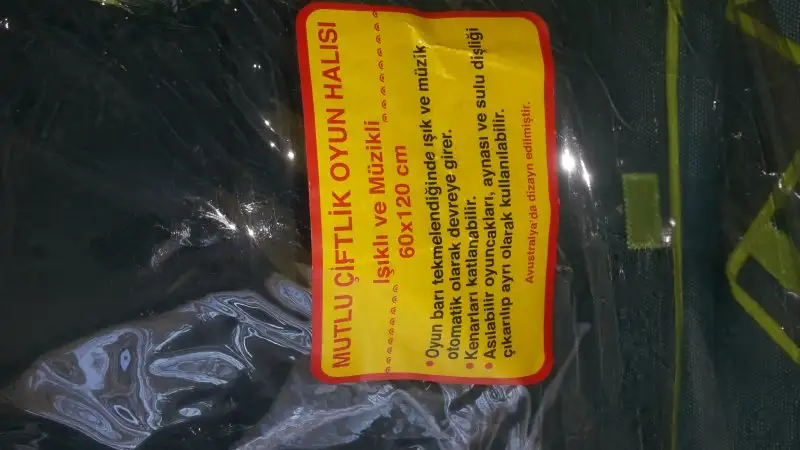 MUTLU ÇİFTLİK OYUN HALISI
Işıklı ve Müzikli
60x120 cm
• Oyun barı tekmelendiğinde ışık ve müzik
otomatik olarak devreye girer.
• Kenarları katlanabilir.
• Asılabilir oyuncakları, aynası ve sulu dişliği
çıkarılıp ayrı olarak kullanılabilir.
Avustralya'da dizayn edilmiştir.